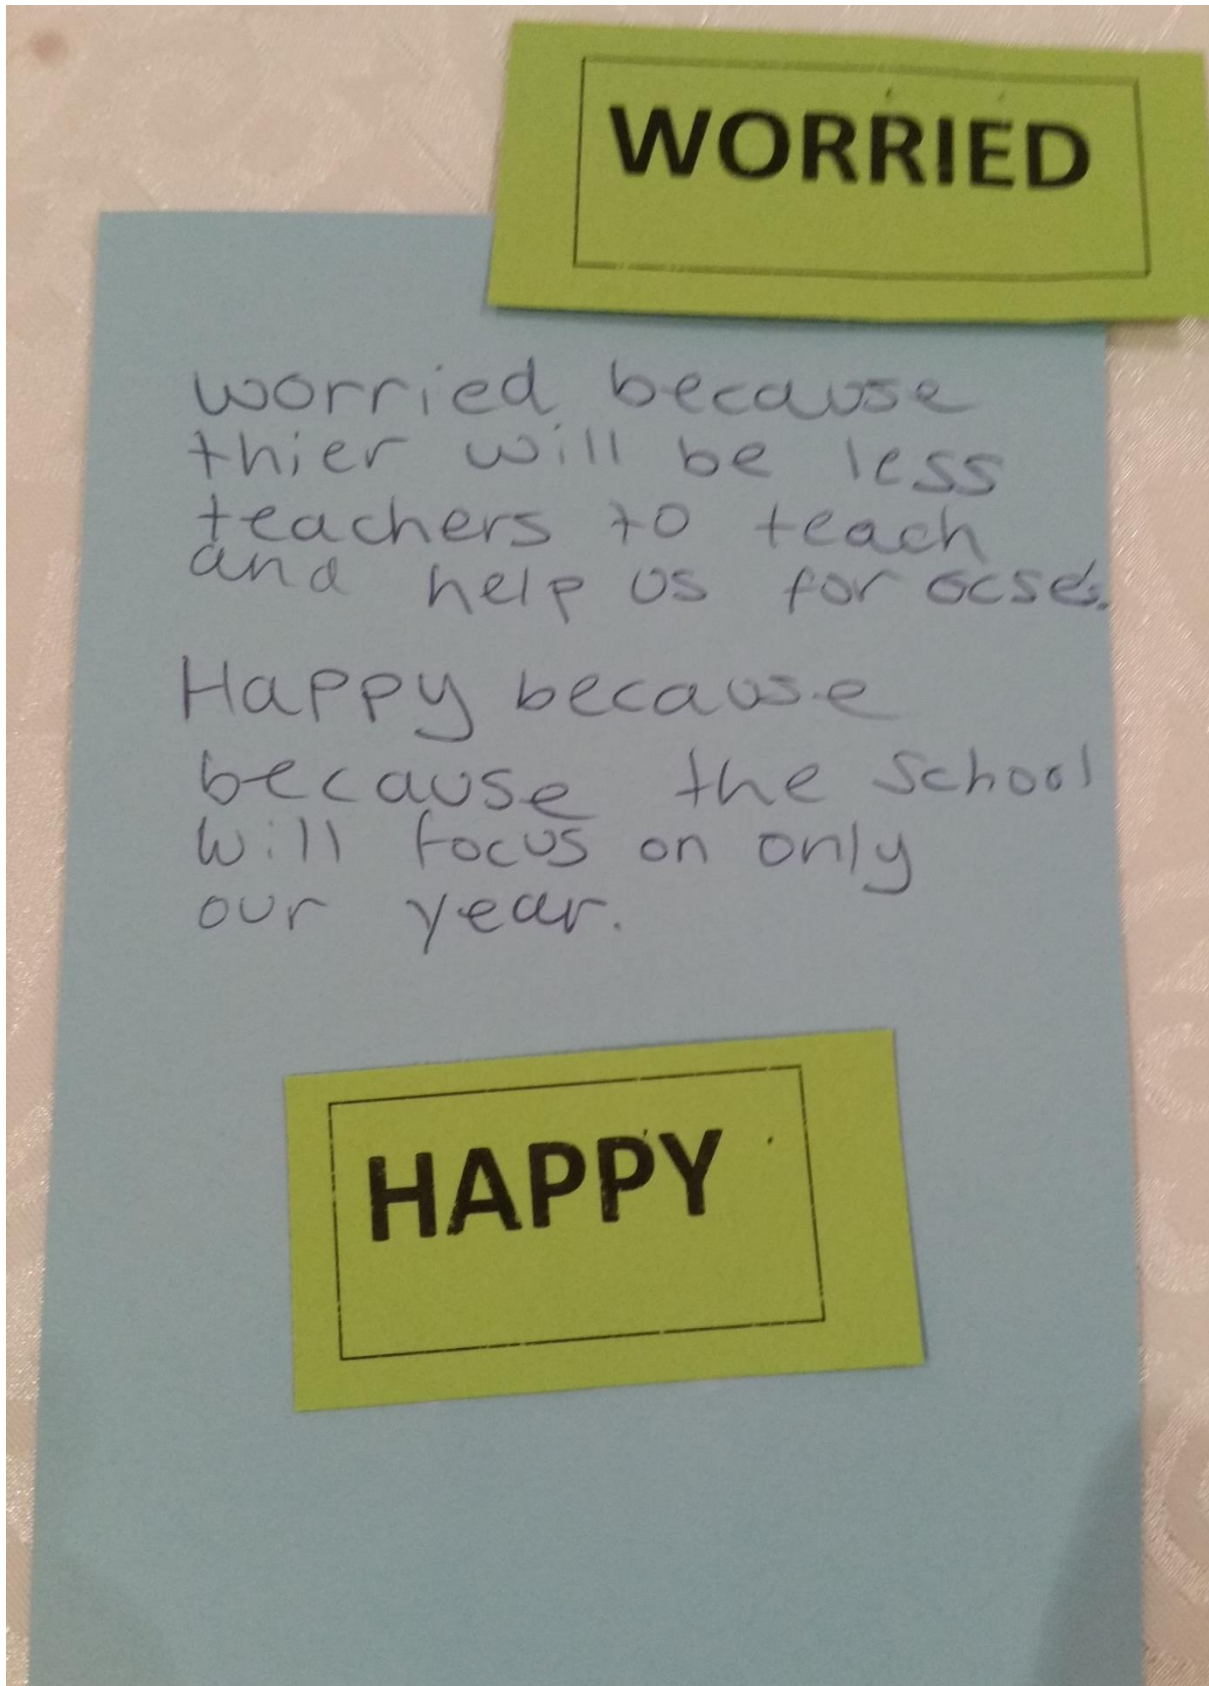 WORRIED
worried because
thier will be less
teachers to teach
and help us for GCSE's.
Happy because
because the school
will focus on only
our year.
HAPPY